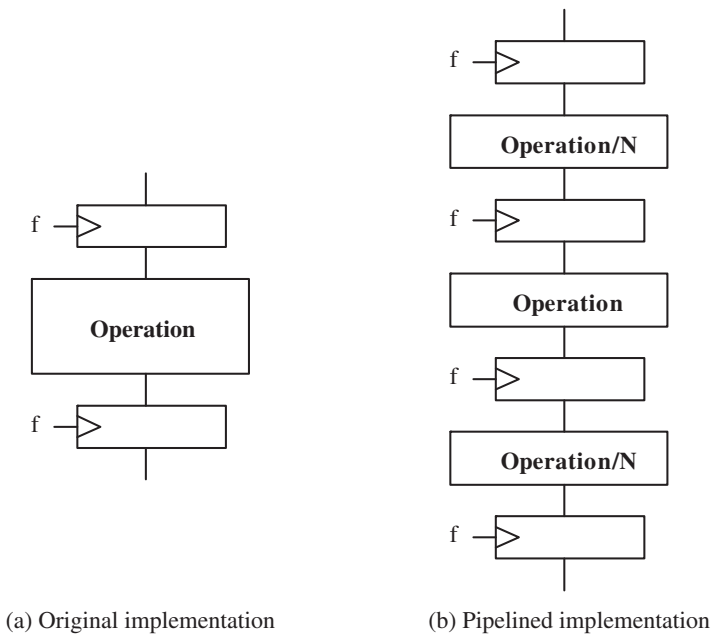 f
Operation
f
(a) Original implementation
f
Operation/N
f
Operation
f
Operation/N
f
(b) Pipelined implementation